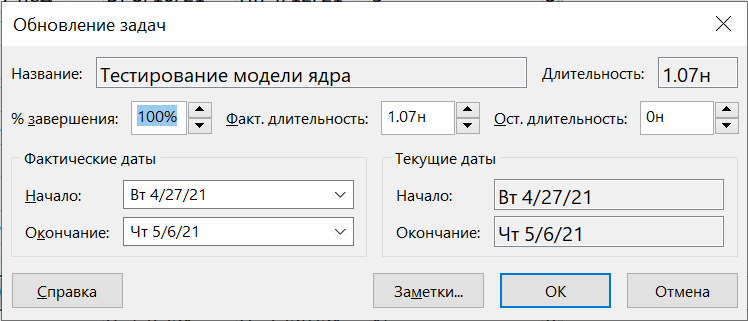 Обновление задач
Название: Тестирование модели ядра Длительность: 1.07н
% завершения: 100% Факт. длительность: 1.07н Ост. длительность: 0н
Фактические даты Текущие даты
Начало: Вт 4/27/21 Начало: Вт 4/27/21
Окончание: Чт 5/6/21 Окончание: Чт 5/6/21
Справка Заметки... ОК Отмена